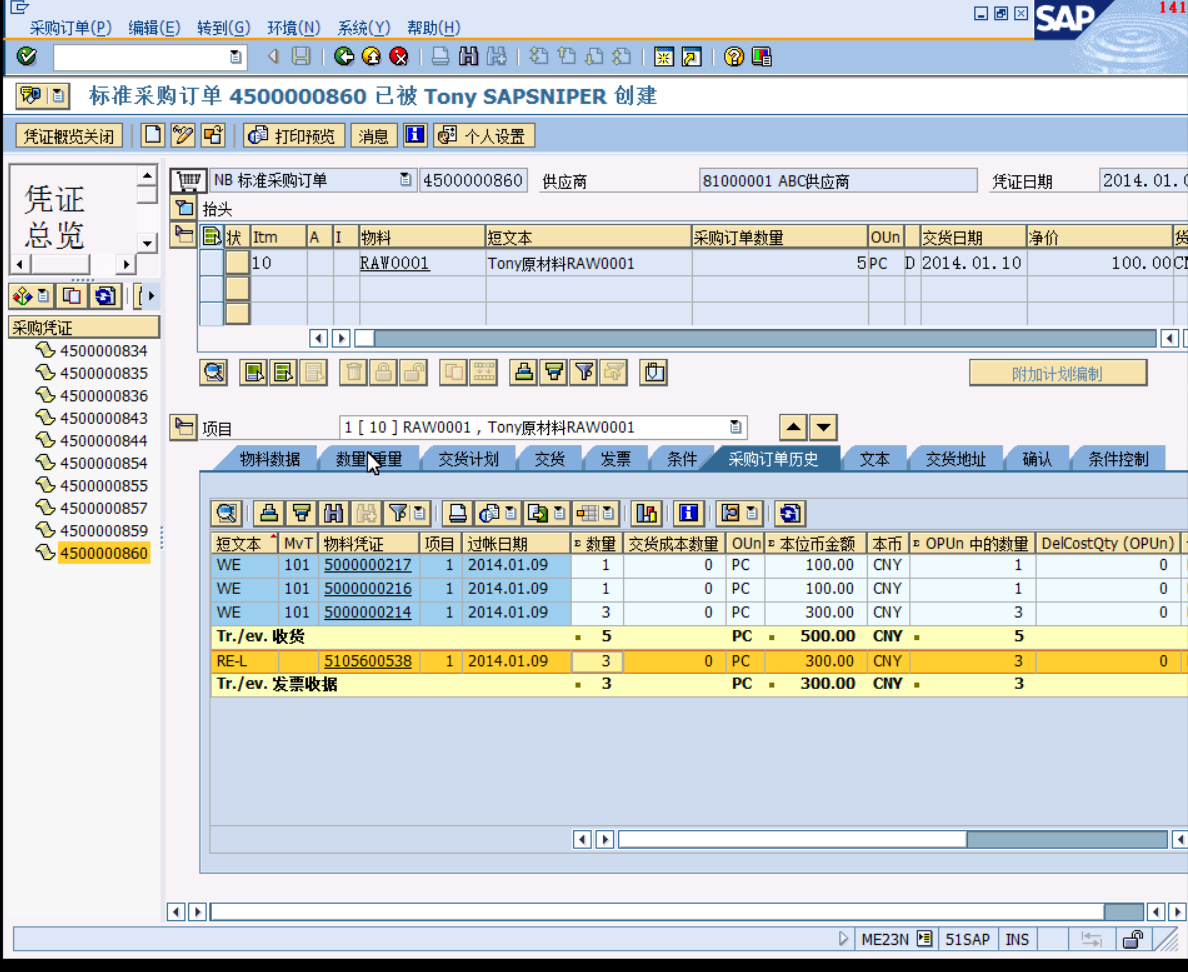 141
采购订单(P) 编辑(E) 转到(G) 环境(N) 系统(Y) 帮助(H)
SAP
标准采购订单 4500000860 已被 Tony SAPSNIPER 创建
凭证概览关闭 打印预览 消息 个人设置
凭证
总览
NB 标准采购订单 4500000860 供应商 81000001 ABC供应商 凭证日期 2014.01.
抬头
状 Itm A I 物料 短文本 采购订单数量 OUn 交货日期 净价 货
10 RAW0001 Tony原材料RAW0001 5 PC D 2014.01.10 100.00
采购凭证
4500000834
4500000835
4500000836
4500000843
4500000844
4500000854
4500000855
4500000857
4500000859
4500000860
附加计划编制
项目 1 [ 10 ] RAW0001 , Tony原材料RAW0001
物料数据 数量/重量 交货计划 交货 发票 条件 采购订单历史 文本 交货地址 确认 条件控制
短文本 MvT 物料凭证 项目 过帐日期 Σ 数量 交货成本数量 OUn Σ 本位币金额 本币 Σ OPUn 中的数量 DelCostQty (OPUn)
WE 101 5000000217 1 2014.01.09 1 0 PC 100.00 CNY 1 0
WE 101 5000000216 1 2014.01.09 1 0 PC 100.00 CNY 1 0
WE 101 5000000214 1 2014.01.09 3 0 PC 300.00 CNY 3 0
Tr./ev. 收货 ▪ 5 PC ▪ 500.00 CNY ▪ 5
RE-L 5105600538 1 2014.01.09 3 0 PC 300.00 CNY 3 0
Tr./ev. 发票收据 ▪ 3 PC ▪ 300.00 CNY ▪ 3
ME23N 51SAP INS